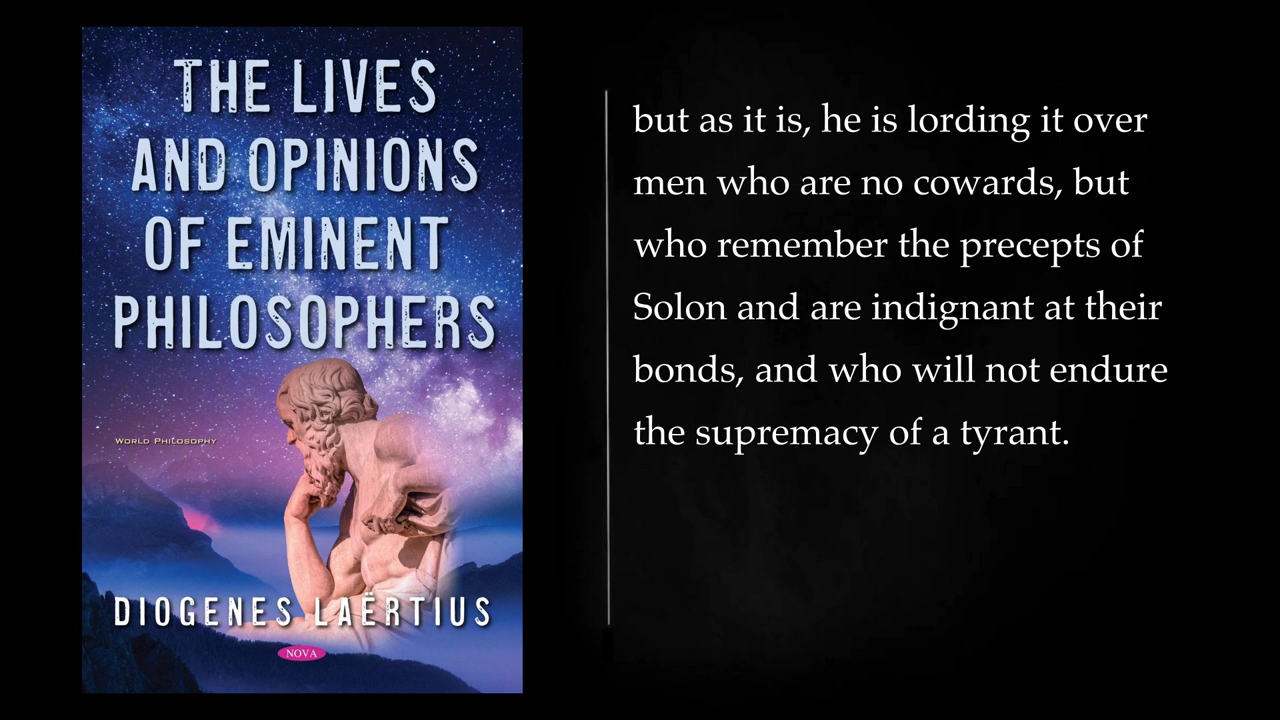 THE LIVES
AND OPINIONS
OF EMINENT
PHILOSOPHERS
WORLD PHILOSOPHY
DIOGENES LAËRTIUS
NOVA
but as it is, he is lording it over
men who are no cowards, but
who remember the precepts of
Solon and are indignant at their
bonds, and who will not endure
the supremacy of a tyrant.